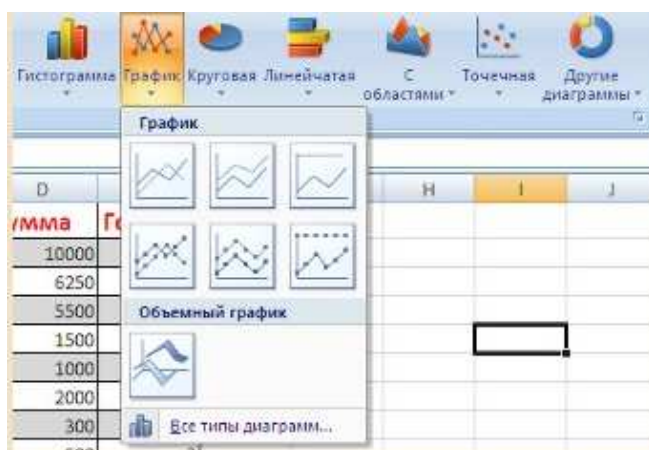 Гистограмма График Круговая Линейчатая С областями Точечная Другие диаграммы
График
D H I J
умма Го
10000
6250
5500
Объемный график
1500
1000
2000
300
Все типы диаграмм...